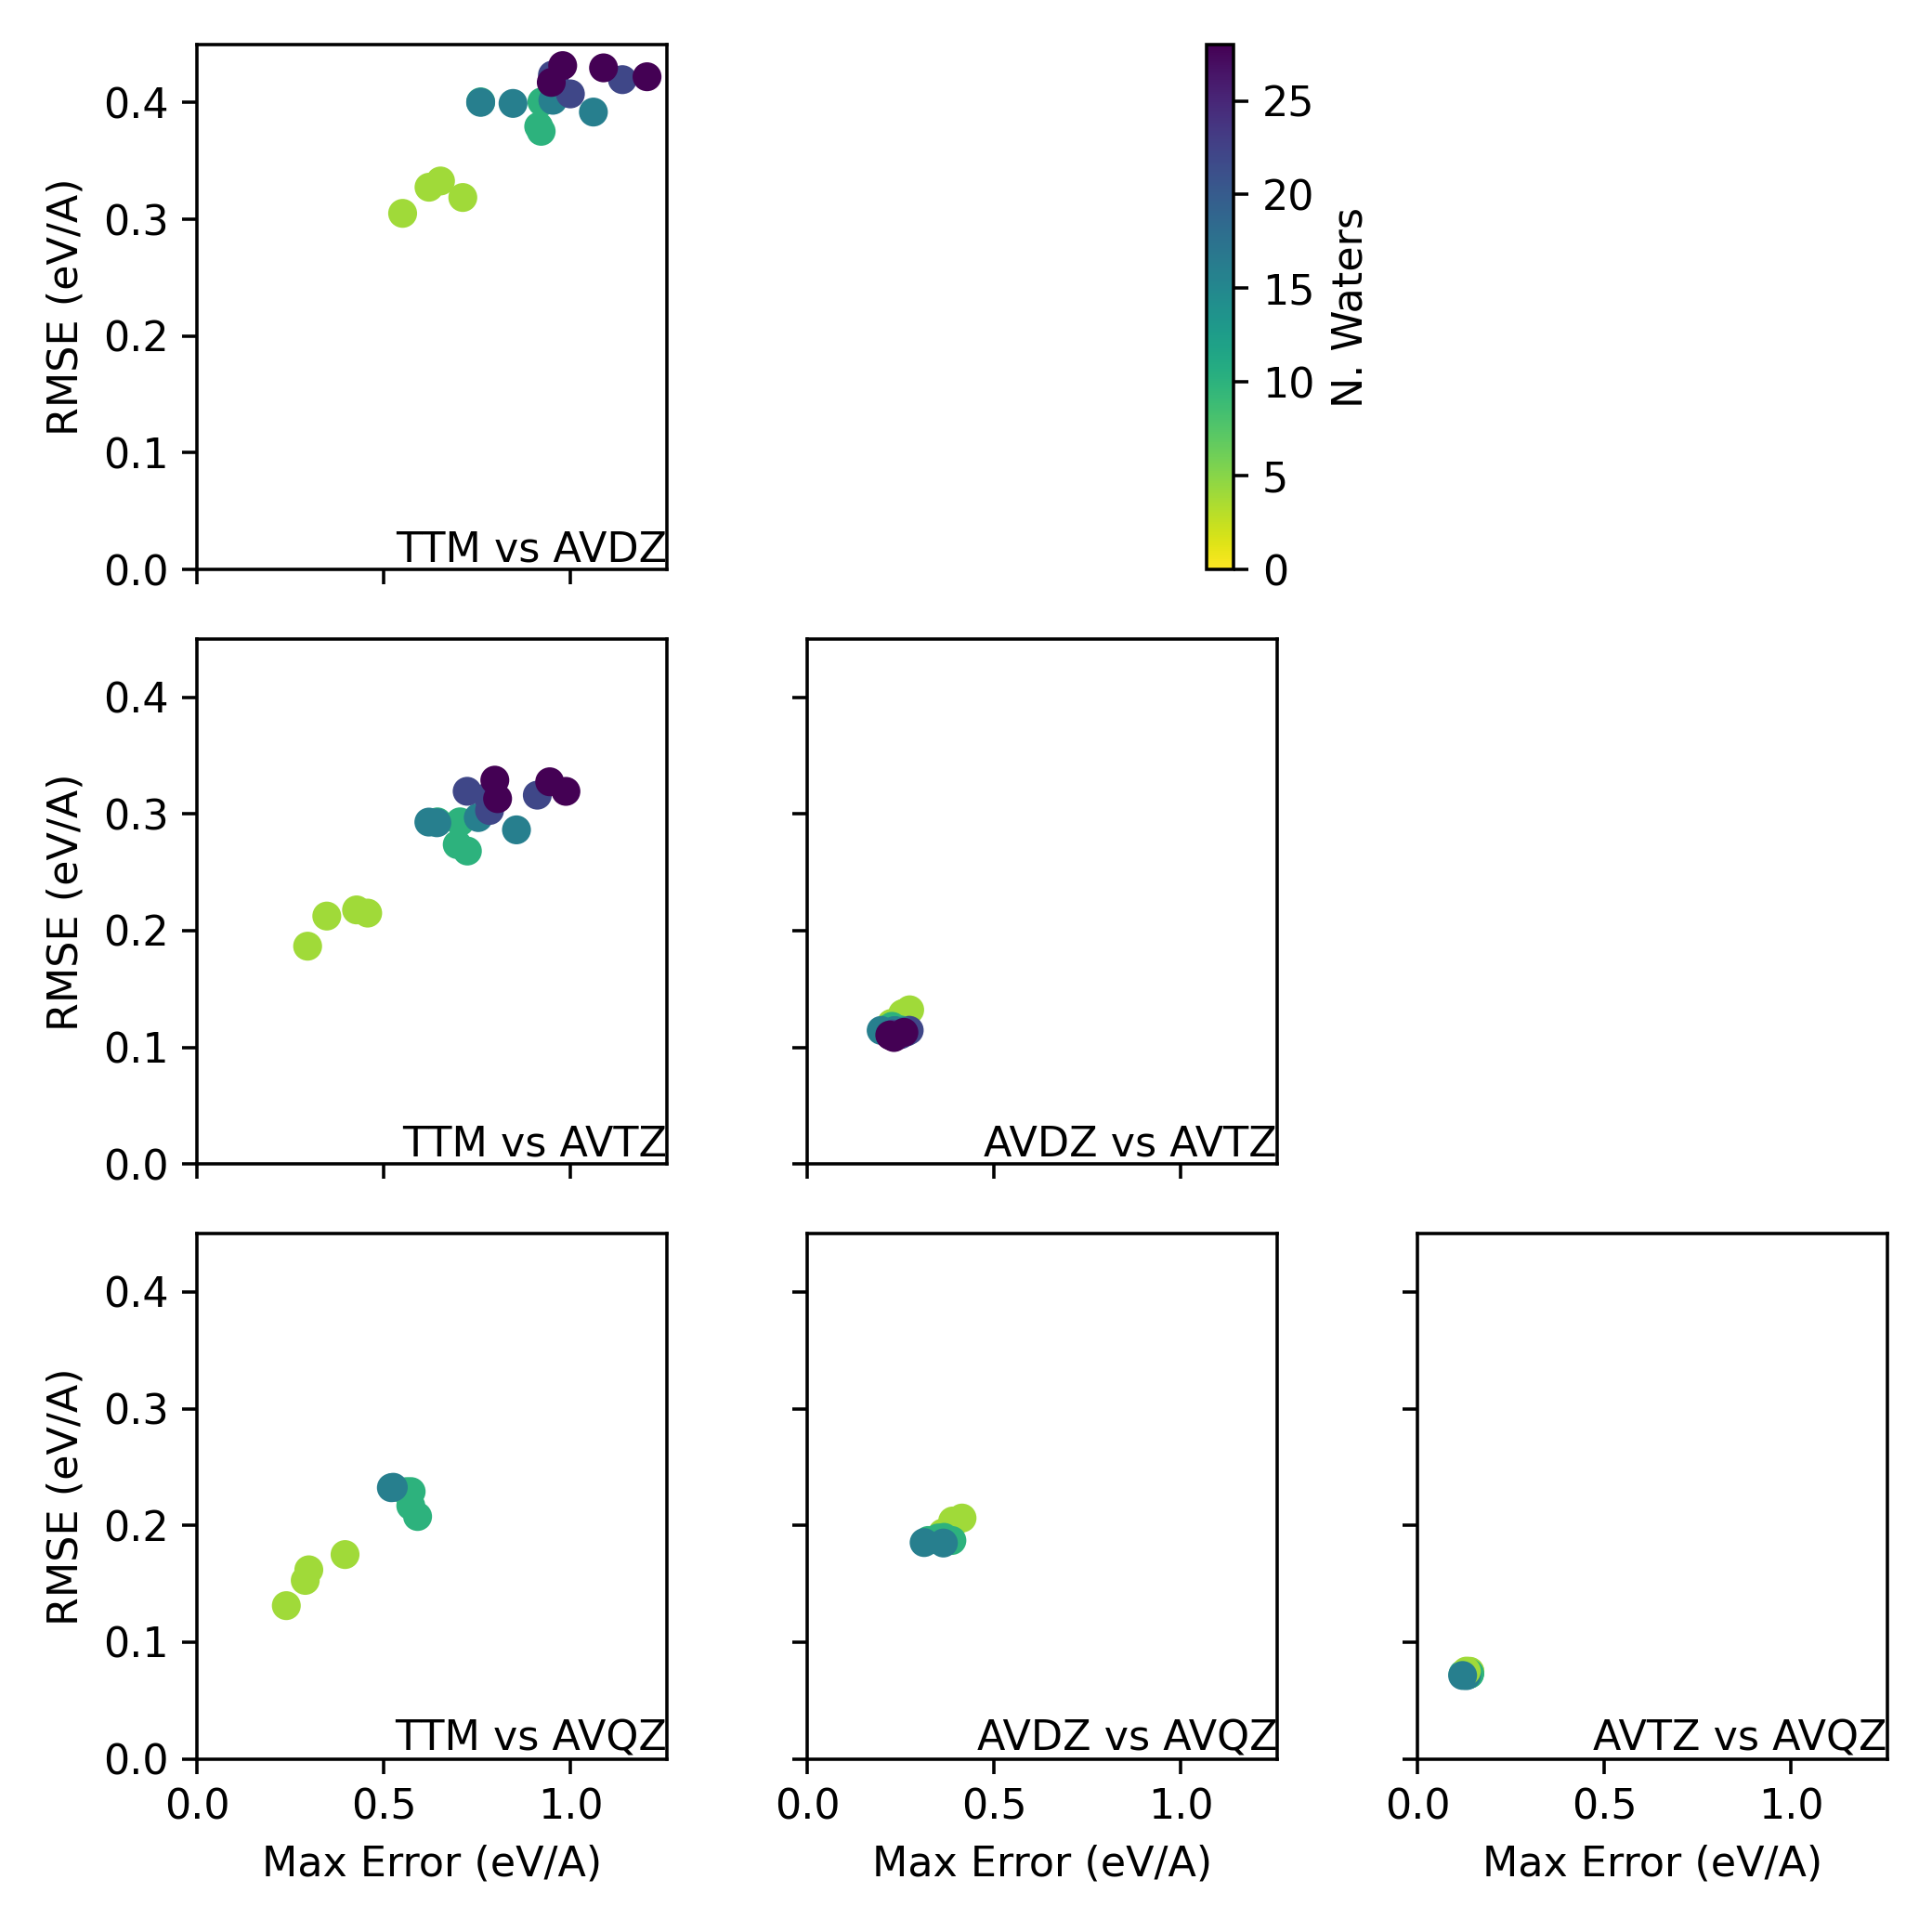 0.4
0.3
0.2
0.1
0.0
RMSE (eV/A)
TTM vs AVDZ
25
20
15
10
5
0
N. Waters
0.4
0.3
0.2
0.1
0.0
RMSE (eV/A)
TTM vs AVTZ
AVDZ vs AVTZ
0.4
0.3
0.2
0.1
0.0
RMSE (eV/A)
TTM vs AVQZ
0.0 0.5 1.0
Max Error (eV/A)
AVDZ vs AVQZ
0.0 0.5 1.0
Max Error (eV/A)
AVTZ vs AVQZ
0.0 0.5 1.0
Max Error (eV/A)